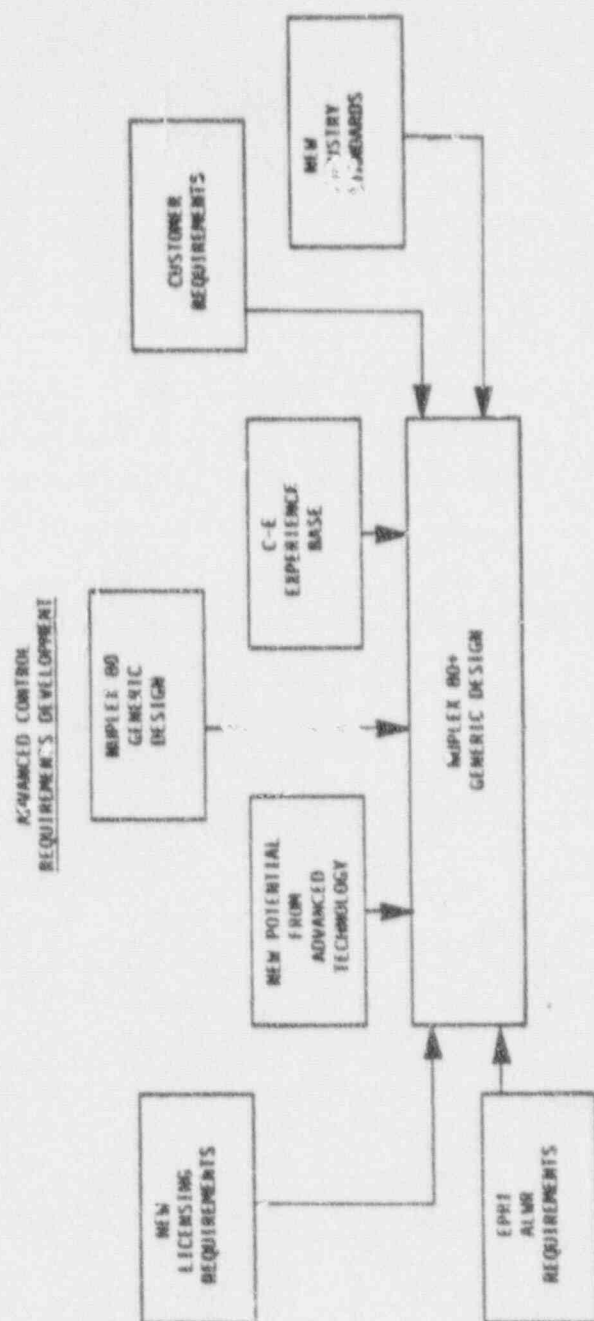 ADVANCED CONTROL
REQUIREMENTS DEVELOPMENT
NUPLEX 80
GENERIC
DESIGN
NEW POTENTIAL
FROM
ADVANCED
TECHNOLOGY
C-E
EXPERIENCE
BASE
CUSTOMER
REQUIREMENTS
NEW
LICENSING
REQUIREMENTS
NEW
INDUSTRY
STANDARDS
NUPLEX 80+
GENERIC DESIGN
EPRI
ALWR
REQUIREMENTS